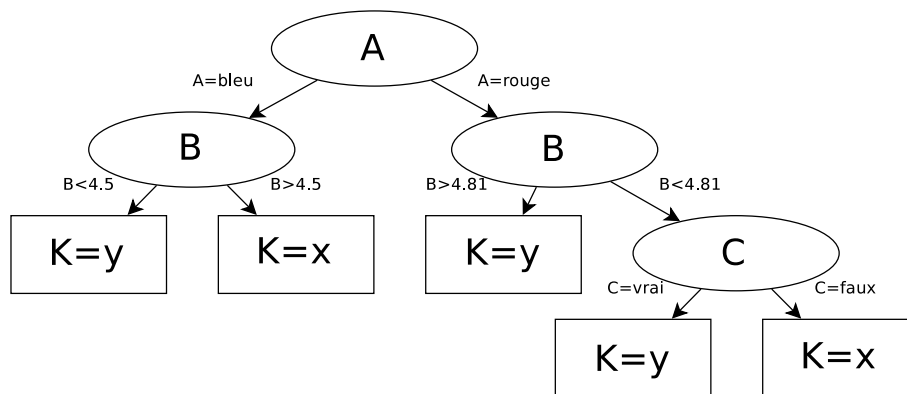 A
A=bleu
A=rouge
B
B
B<4.5
B>4.5
B>4.81
B<4.81
K=y
K=x
K=y
C
C=vrai
C=faux
K=y
K=x